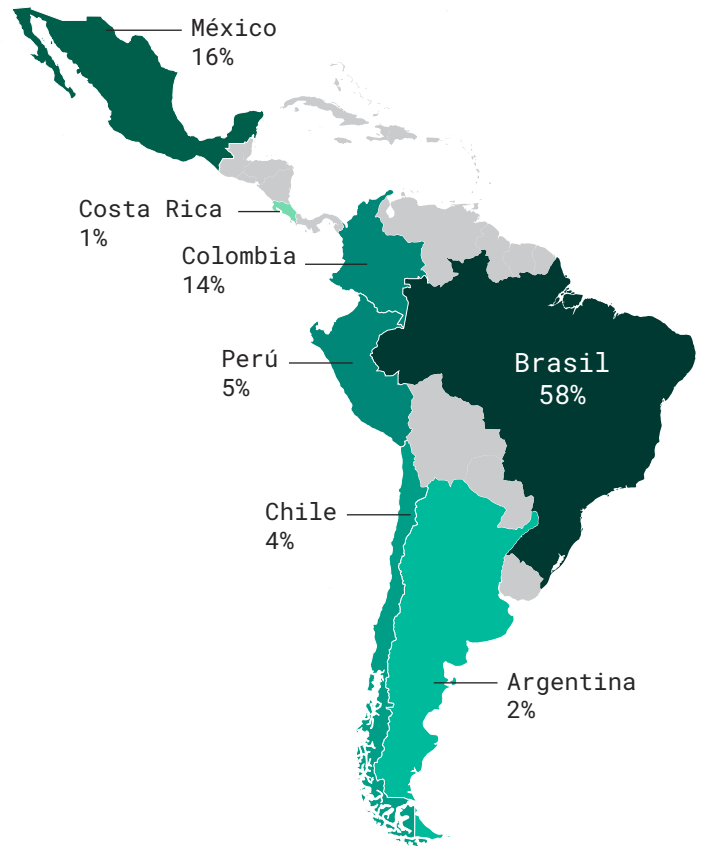 México
16%
Costa Rica
1%
Colombia
14%
Perú
5%
Brasil
58%
Chile
4%
Argentina
2%